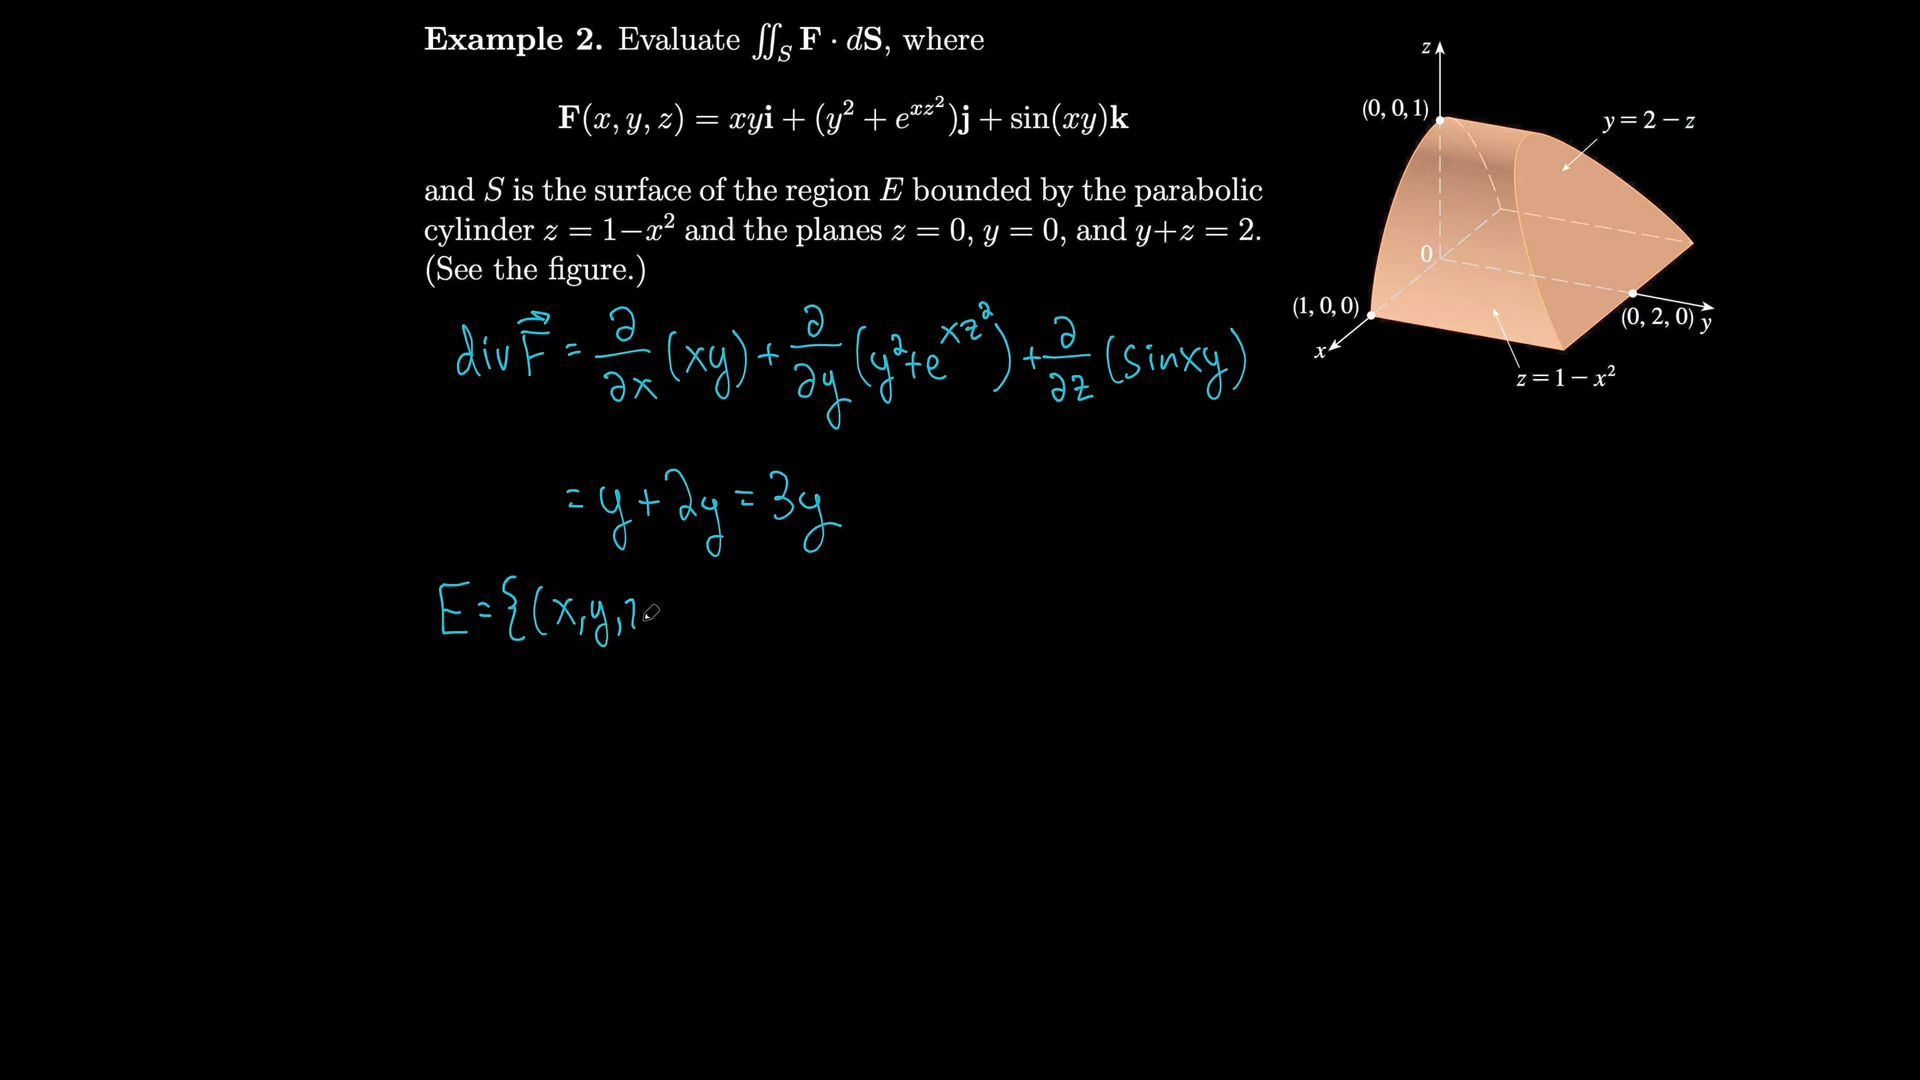 Example 2. Evaluate ∬_S F · dS, where
F(x, y, z) = xyi + (y² + e^{xz²})j + sin(xy)k
and S is the surface of the region E bounded by the parabolic
cylinder z = 1−x² and the planes z = 0, y = 0, and y+z = 2.
(See the figure.)
z
(0, 0, 1)
y = 2 − z
0
(1, 0, 0)
(0, 2, 0) y
x
z = 1 − x²
div F⃗ = ∂/∂x (xy) + ∂/∂y (y² + e^{xz²}) + ∂/∂z (sinxy)
= y + 2y = 3y
E = {(x, y,